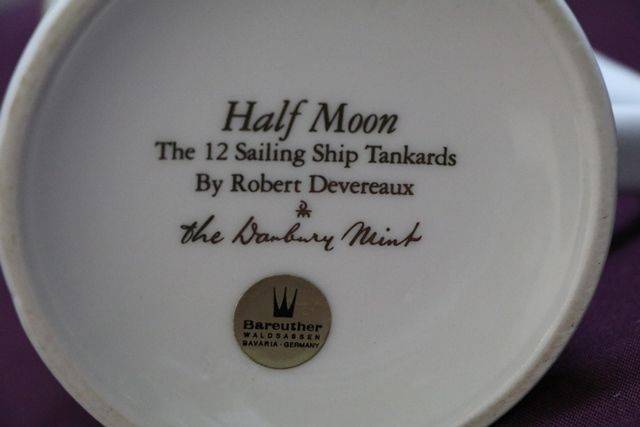 Half Moon
The 12 Sailing Ship Tankards
By Robert Devereaux
the Danbury Mint
Bareuther
WALDSASSEN
BAVARIA - GERMANY